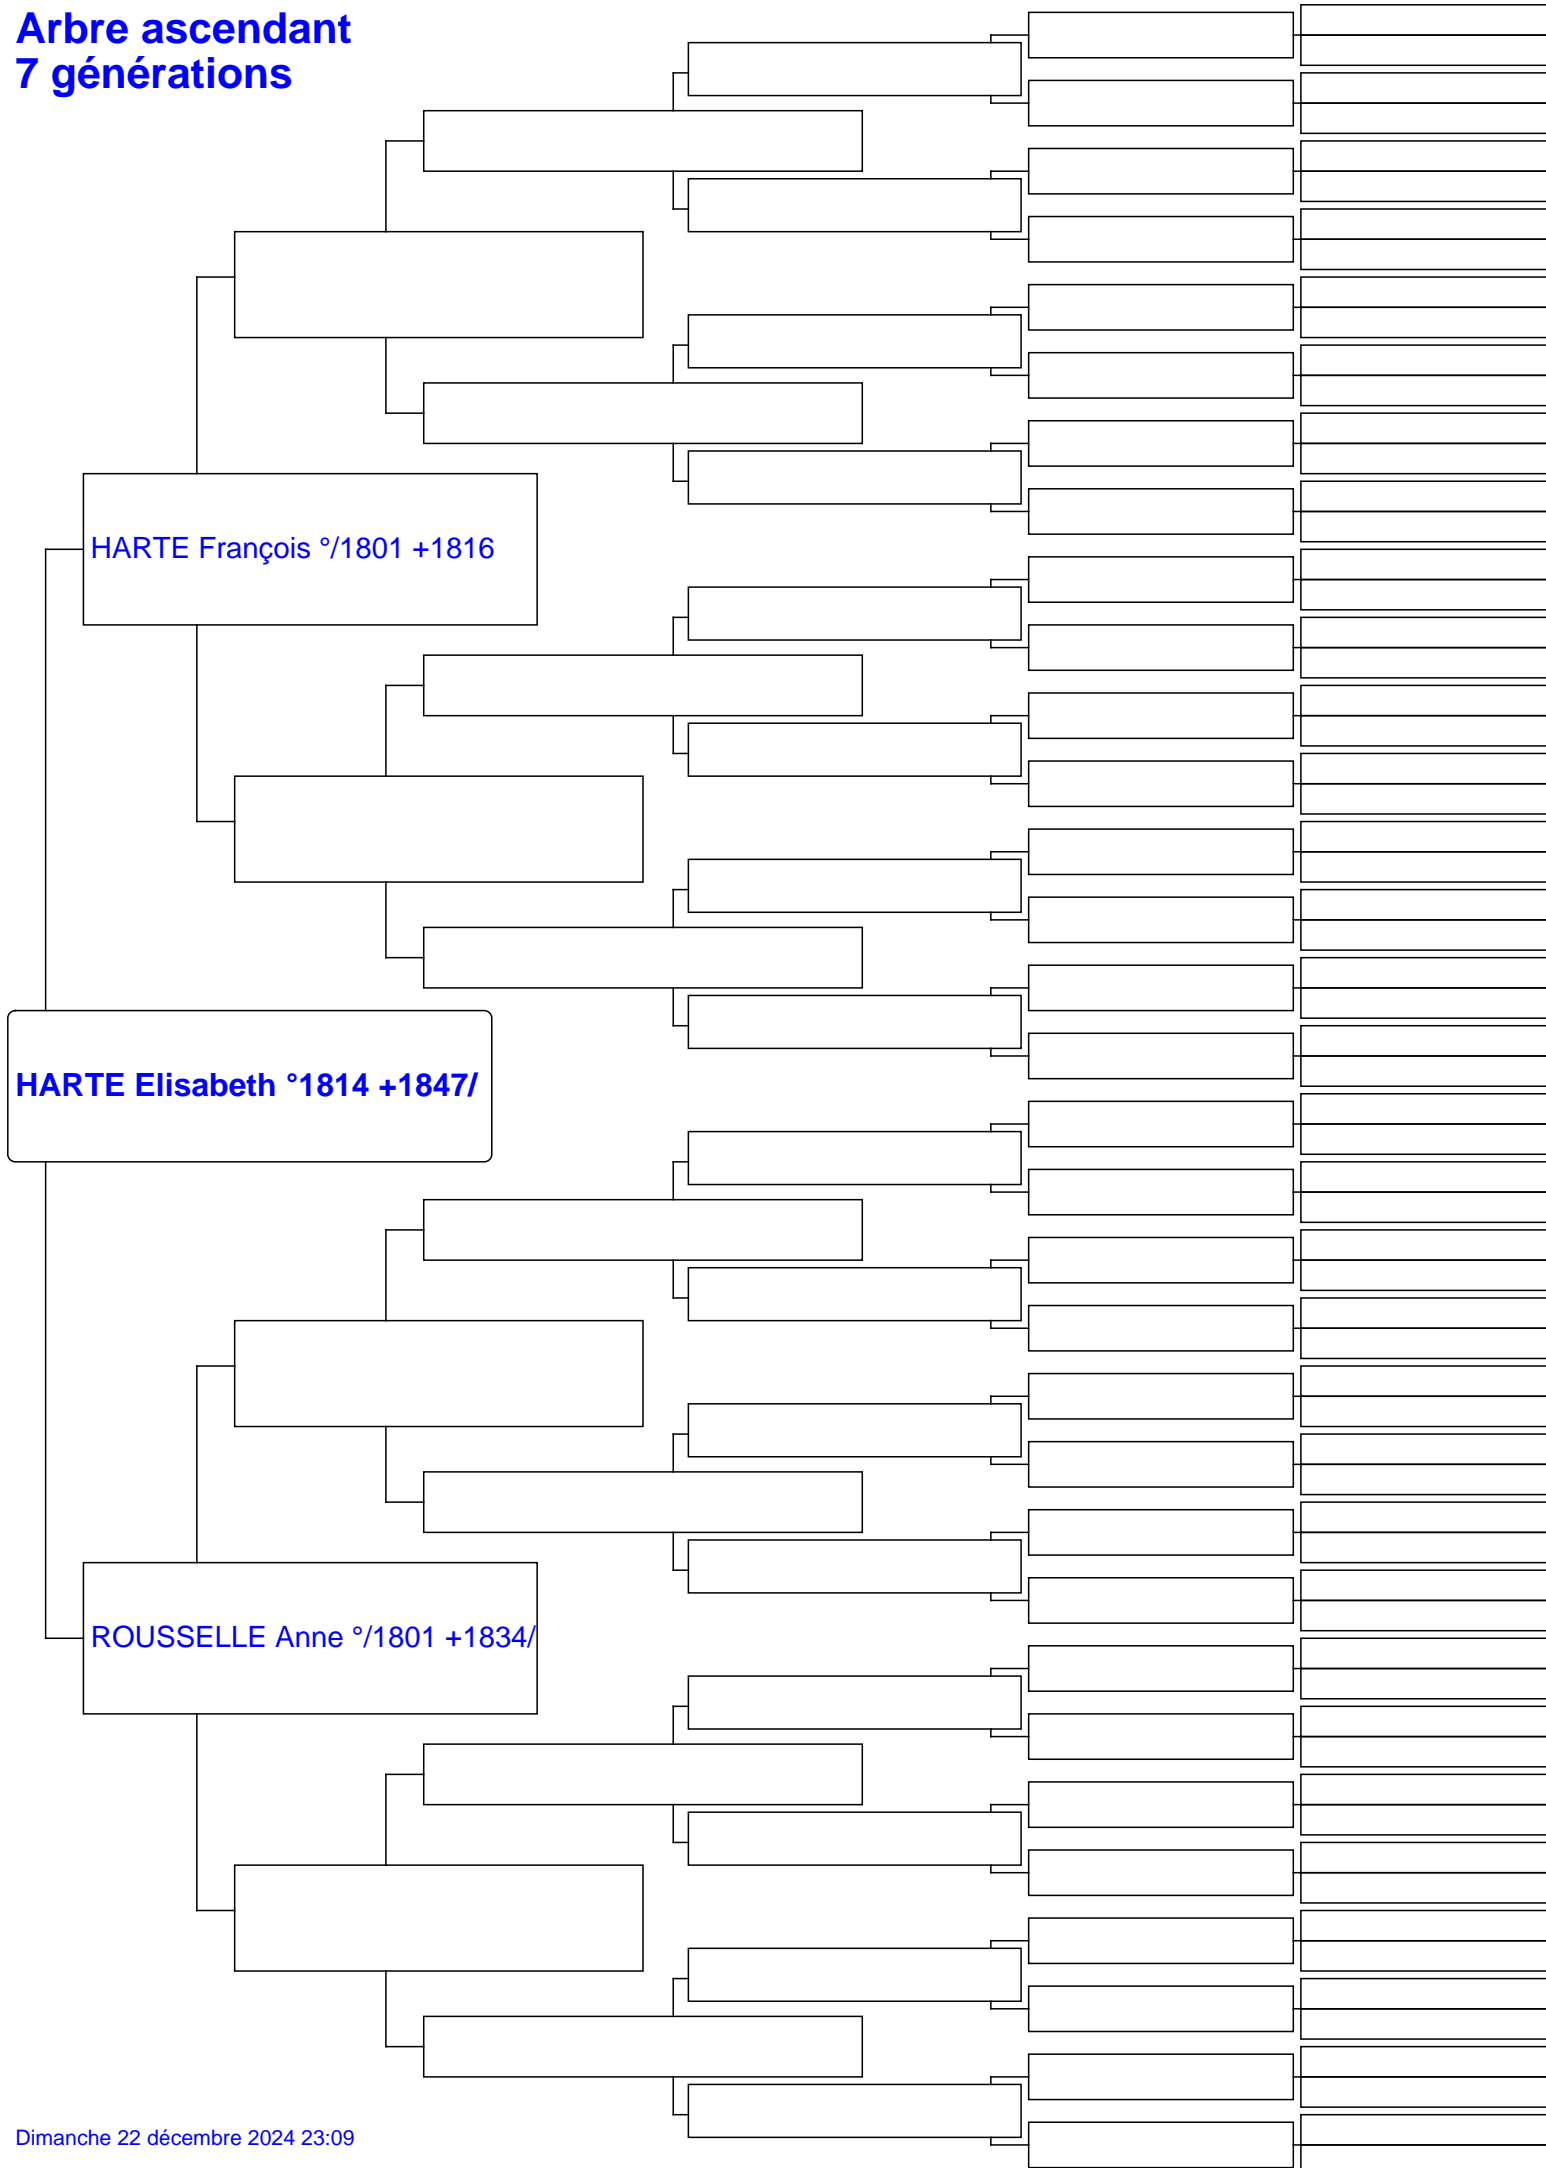 Arbre ascendant
7 générations
HARTE François °/1801 +1816
HARTE Elisabeth °1814 +1847/
ROUSSELLE Anne °/1801 +1834/
Dimanche 22 décembre 2024 23:09